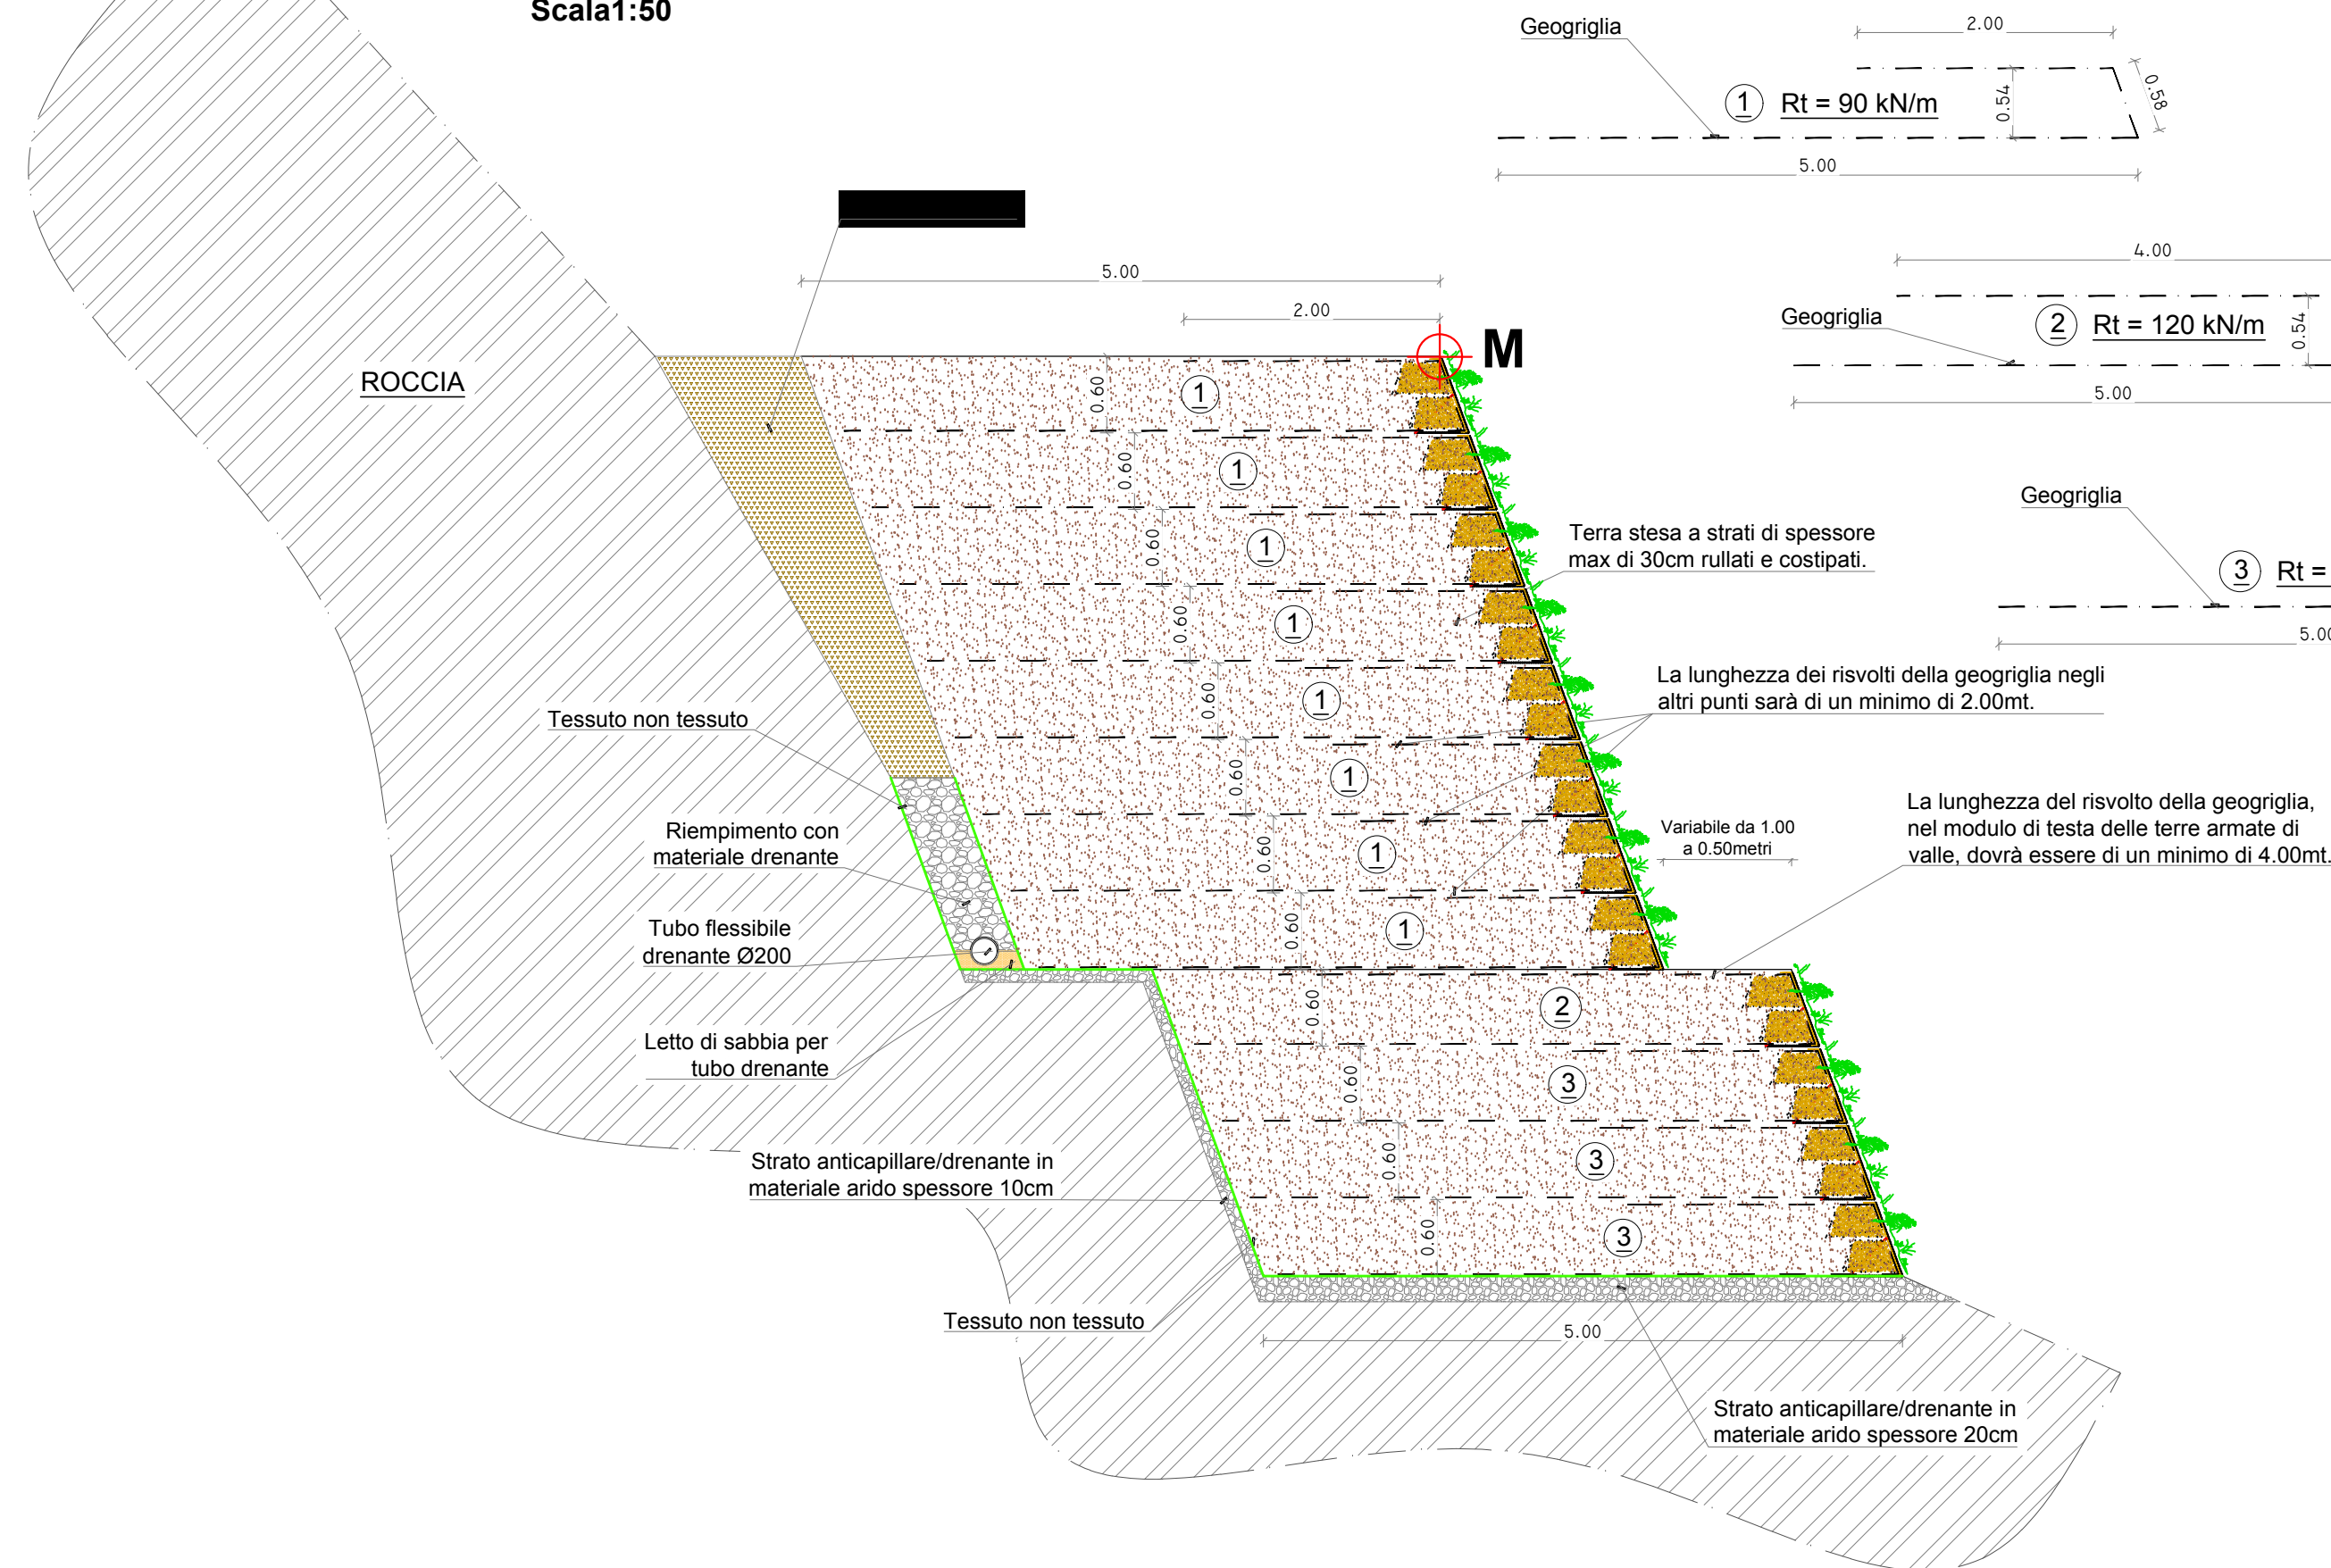 Scala1:50
Geogriglia
2.00
1 Rt = 90 kN/m
0.54
0.58
5.00
4.00
Geogriglia
2 Rt = 120 kN/m
0.54
5.00
Geogriglia
3 Rt =
5.00
5.00
2.00
M
ROCCIA
0.60
1
0.60
1
0.60
1
0.60
1
0.60
1
0.60
1
0.60
1
0.60
1
0.60
2
0.60
3
0.60
3
0.60
3
Terra stesa a strati di spessore
max di 30cm rullati e costipati.
La lunghezza dei risvolti della geogriglia negli
altri punti sarà di un minimo di 2.00mt.
Tessuto non tessuto
Riempimento con
materiale drenante
Variabile da 1.00
a 0.50metri
La lunghezza del risvolto della geogriglia,
nel modulo di testa delle terre armate di
valle, dovrà essere di un minimo di 4.00mt.
Tubo flessibile
drenante Ø200
Letto di sabbia per
tubo drenante
Strato anticapillare/drenante in
materiale arido spessore 10cm
Tessuto non tessuto
5.00
Strato anticapillare/drenante in
materiale arido spessore 20cm